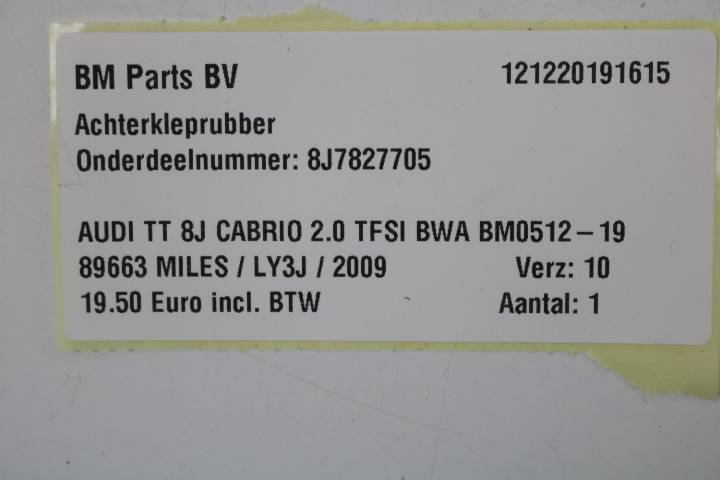 BM Parts BV 121220191615
Achterkleprubber
Onderdeelnummer: 8J7827705
AUDI TT 8J CABRIO 2.0 TFSI BWA BM0512-19
89663 MILES / LY3J / 2009 Verz: 10
19.50 Euro incl. BTW Aantal: 1